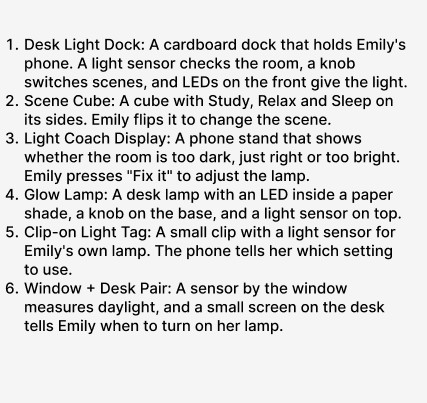 1. Desk Light Dock: A cardboard dock that holds Emily's
phone. A light sensor checks the room, a knob
switches scenes, and LEDs on the front give the light.
2. Scene Cube: A cube with Study, Relax and Sleep on
its sides. Emily flips it to change the scene.
3. Light Coach Display: A phone stand that shows
whether the room is too dark, just right or too bright.
Emily presses "Fix it" to adjust the lamp.
4. Glow Lamp: A desk lamp with an LED inside a paper
shade, a knob on the base, and a light sensor on top.
5. Clip-on Light Tag: A small clip with a light sensor for
Emily's own lamp. The phone tells her which setting
to use.
6. Window + Desk Pair: A sensor by the window
measures daylight, and a small screen on the desk
tells Emily when to turn on her lamp.